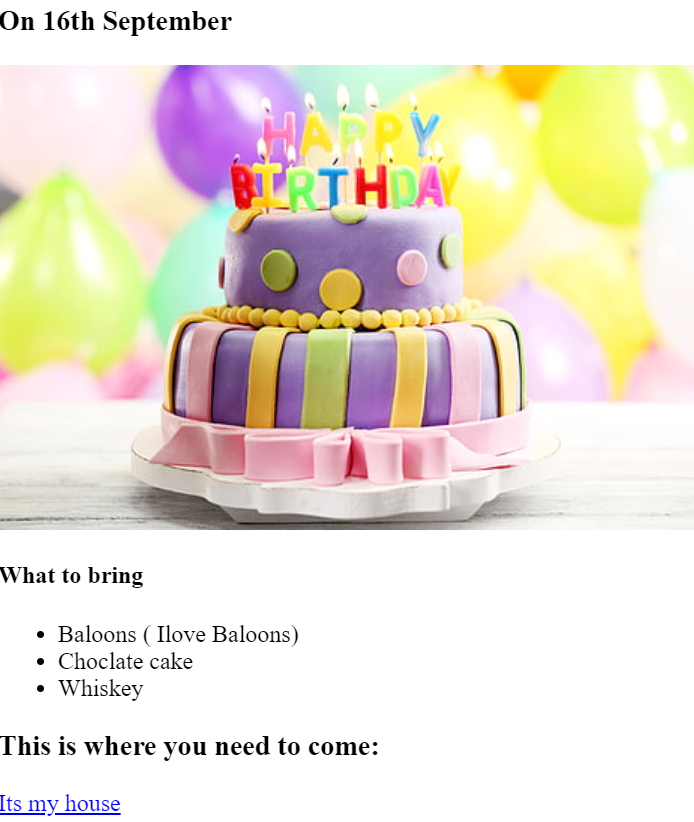 On 16th September
HAPPY
BIRTHDAY
What to bring
Baloons ( Ilove Baloons)
Choclate cake
Whiskey
This is where you need to come:
Its my house